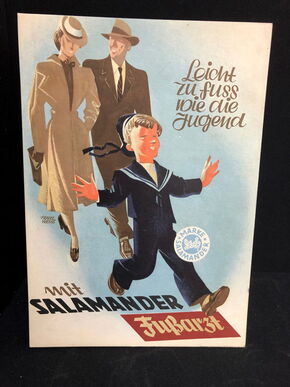 Leicht
zu fuss
wie die
Jugend
MARKE
SALAMANDER
mit
SALAMANDER
Fußarzt